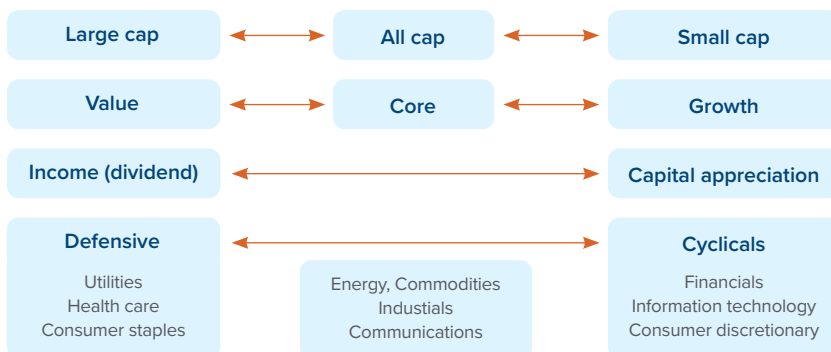 Large cap
All cap
Small cap
Value
Core
Growth
Income (dividend)
Capital appreciation
Defensive
Utilities
Health care
Consumer staples
Energy, Commodities
Industials
Communications
Cyclicals
Financials
Information technology
Consumer discretionary